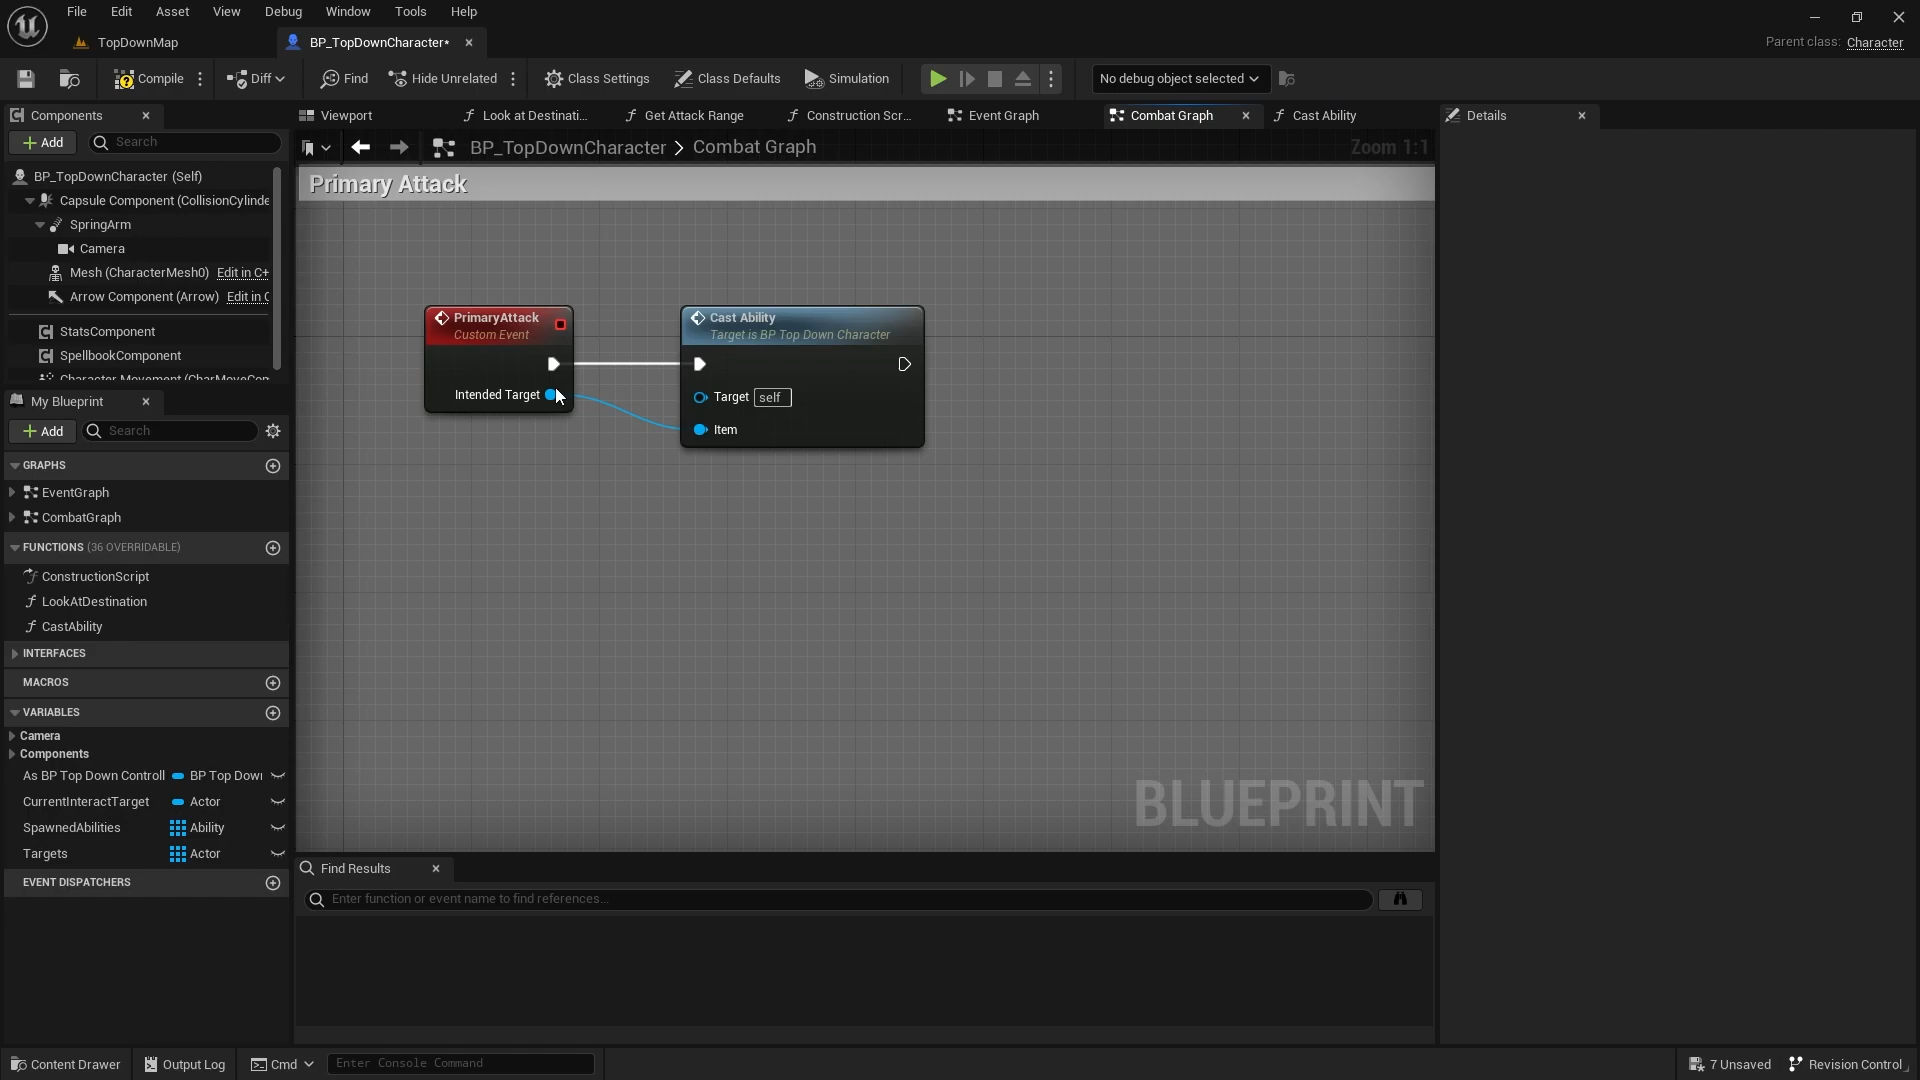 File Edit Asset View Debug Window Tools Help
TopDownMap BP_TopDownCharacter*
Parent class: Character
Compile Diff Find Hide Unrelated Class Settings Class Defaults Simulation No debug object selected
Components
Viewport Look at Destinati... Get Attack Range Construction Scr... Event Graph Combat Graph Cast Ability
Details
Add Search
BP_TopDownCharacter > Combat Graph
Zoom 1:1
BP_TopDownCharacter (Self)
Capsule Component (CollisionCylinde
SpringArm
Camera
Mesh (CharacterMesh0) Edit in C+
Arrow Component (Arrow) Edit in C
StatsComponent
SpellbookComponent
Character Movement (CharMoveCom
My Blueprint
Add Search
GRAPHS
EventGraph
CombatGraph
FUNCTIONS (36 OVERRIDABLE)
ConstructionScript
LookAtDestination
CastAbility
INTERFACES
MACROS
VARIABLES
Camera
Components
As BP Top Down Controll BP Top Down
CurrentInteractTarget Actor
SpawnedAbilities Ability
Targets Actor
EVENT DISPATCHERS
Primary Attack
PrimaryAttack
Custom Event
Intended Target
Cast Ability
Target is BP Top Down Character
Target self
Item
BLUEPRINT
Find Results
Enter function or event name to find references...
Content Drawer Output Log Cmd Enter Console Command
7 Unsaved Revision Control